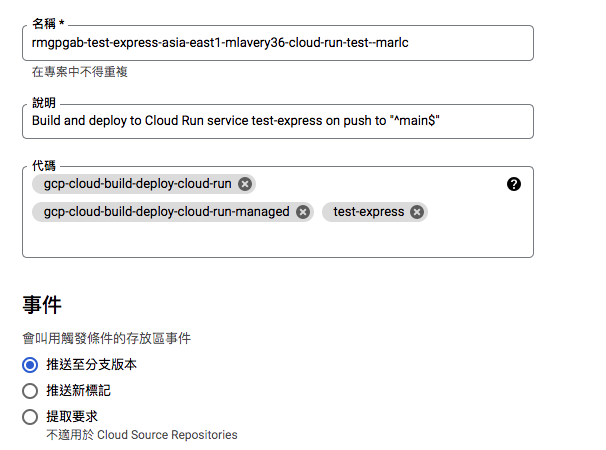 名稱 *
rmgpgab-test-express-asia-east1-mlavery36-cloud-run-test--marlc
在專案中不得重複
說明
Build and deploy to Cloud Run service test-express on push to "^main$"
代碼
gcp-cloud-build-deploy-cloud-run
gcp-cloud-build-deploy-cloud-run-managed test-express
事件
會叫用觸發條件的存放區事件
推送至分支版本
推送新標記
提取要求
不適用於 Cloud Source Repositories